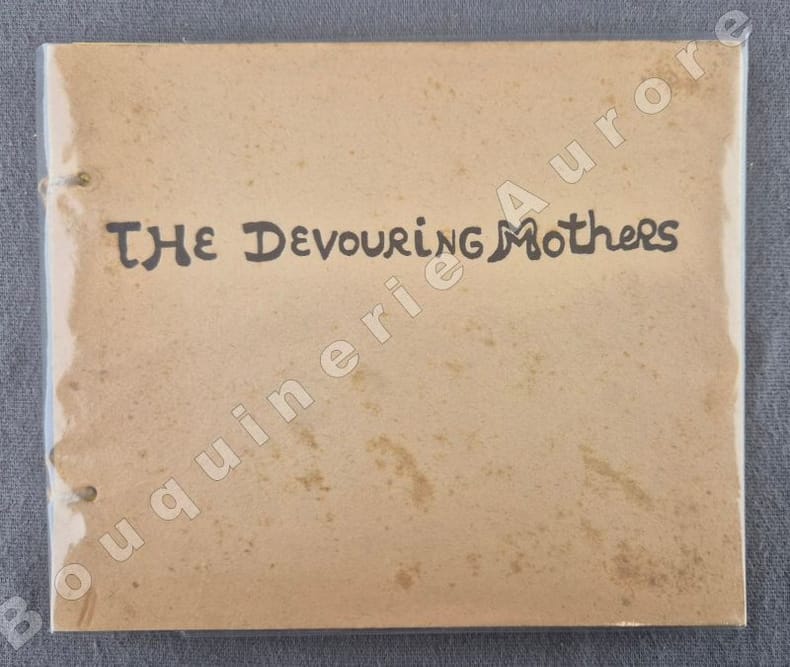 THE DEVOURiNG MotheRS
Bouquinerie Aurore